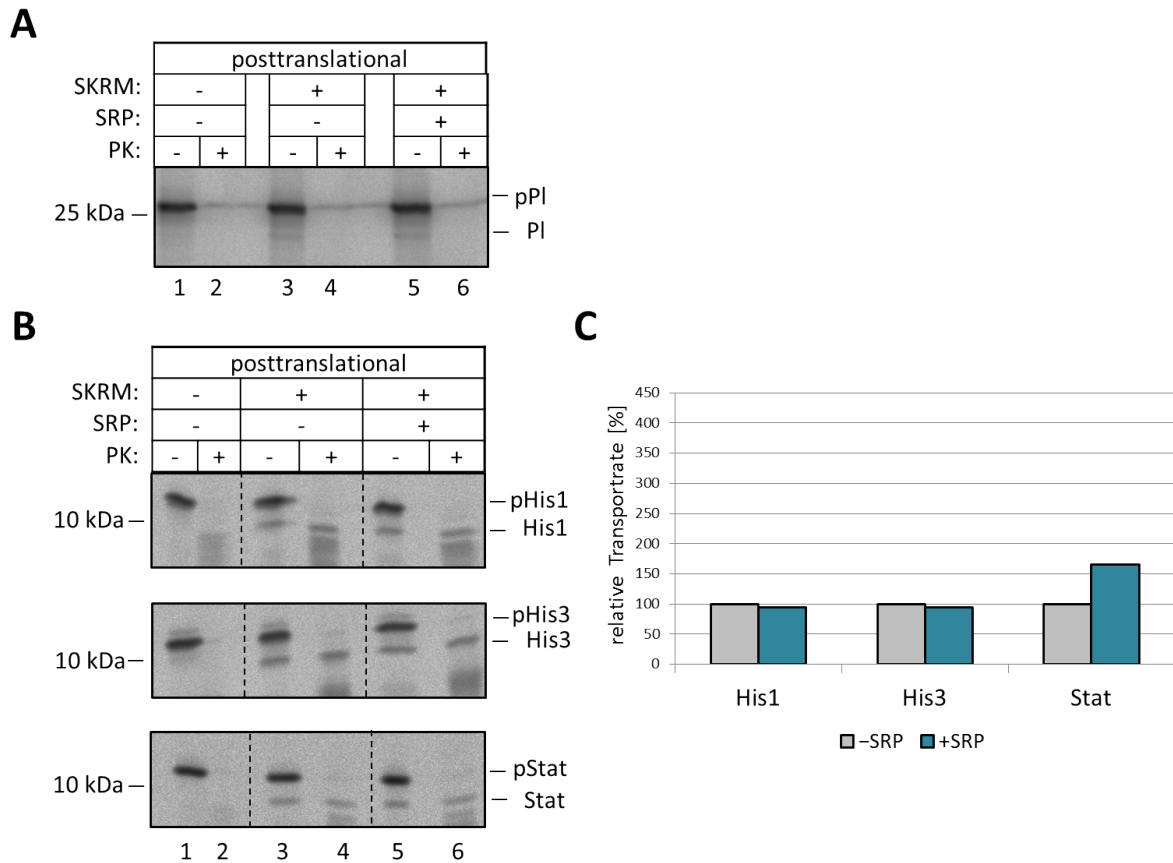 A
posttranslational
SKRM: - + +
SRP: - - +
PK: - + - + - +
25 kDa
pPl
Pl
1 2 3 4 5 6
B
posttranslational
SKRM: - + +
SRP: - - +
PK: - + - + - +
10 kDa
pHis1
His1
10 kDa
pHis3
His3
10 kDa
pStat
Stat
1 2 3 4 5 6
C
relative Transportrate [%]
450
400
350
300
250
200
150
100
50
0
His1 His3 Stat
–SRP +SRP